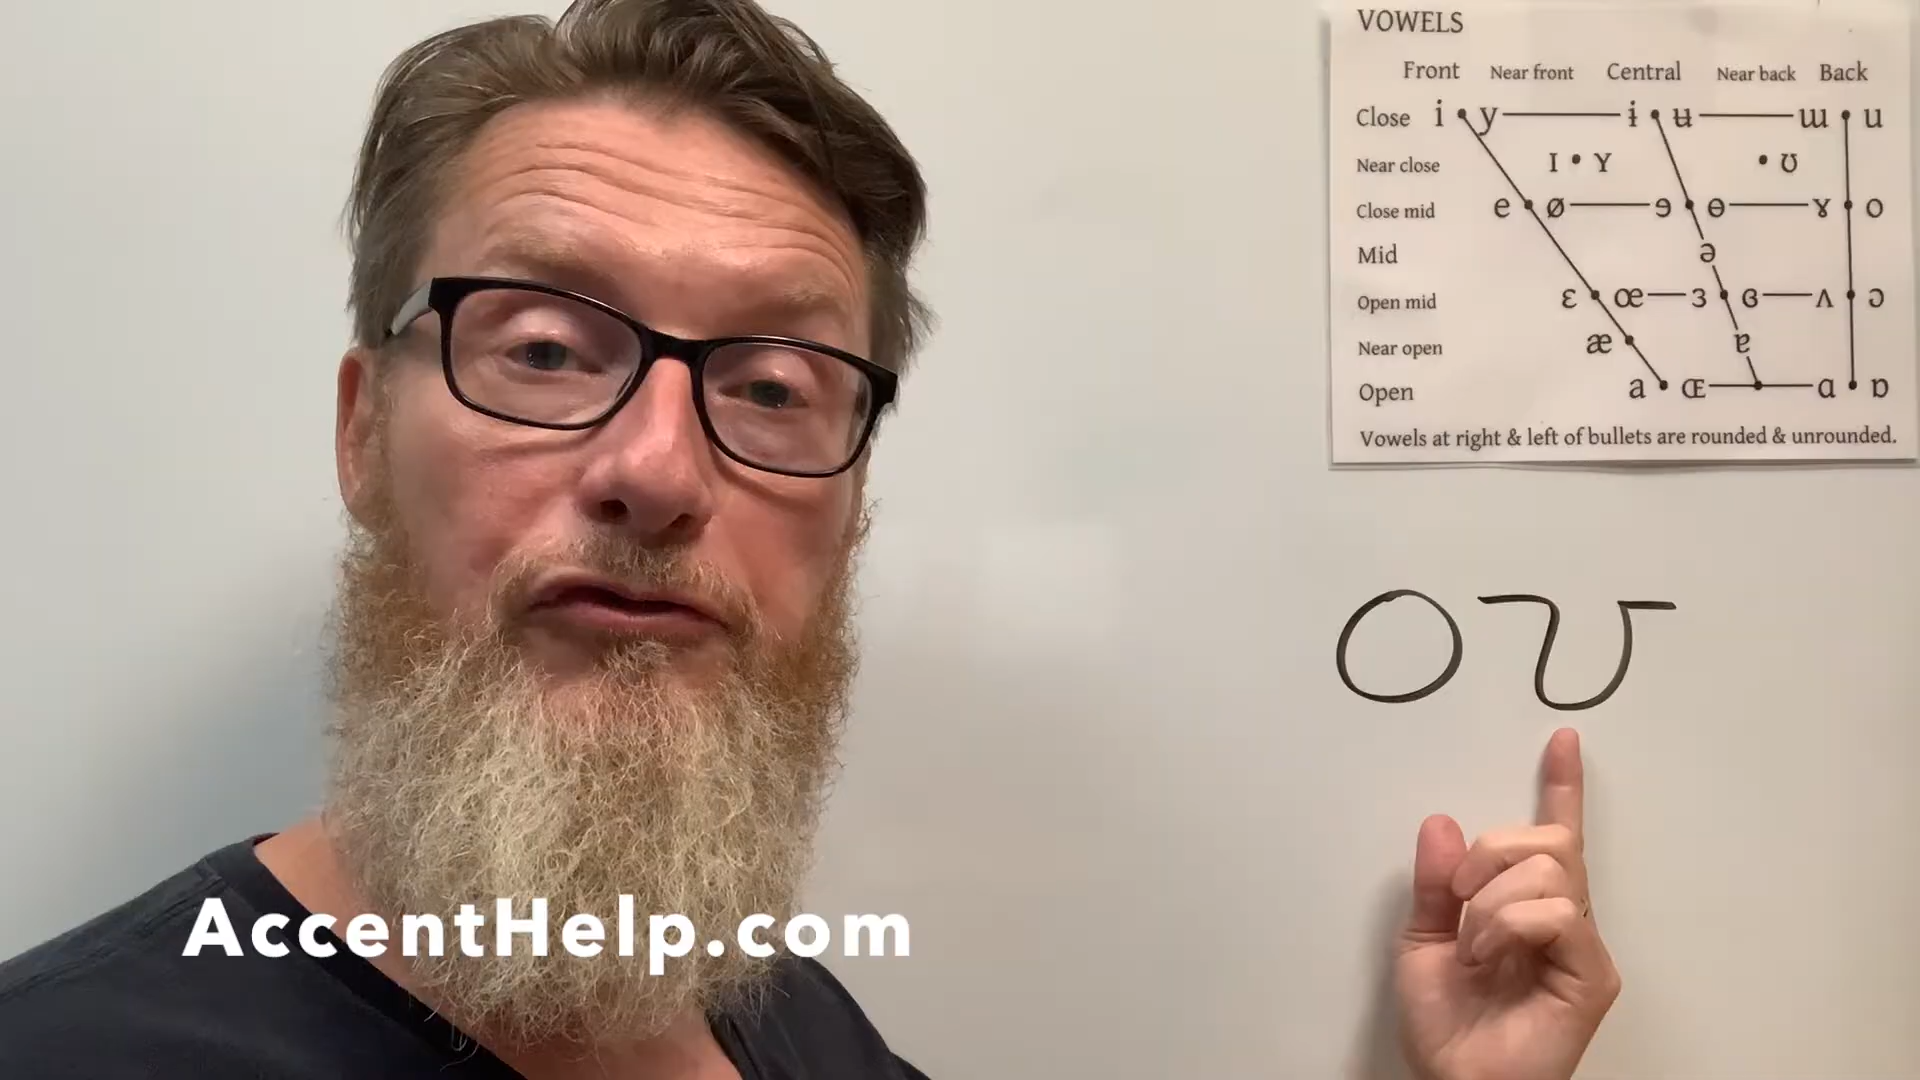 VOWELS
Front Near front Central Near back Back
Close i y ɨ ʉ ɯ u
Near close ɪ ʏ ʊ
Close mid e ø ɘ ɵ ɤ o
Mid ə
Open mid ɛ œ ɜ ɞ ʌ ɔ
Near open æ ɐ
Open a ɶ ɑ ɒ
Vowels at right & left of bullets are rounded & unrounded.
oʊ
AccentHelp.com